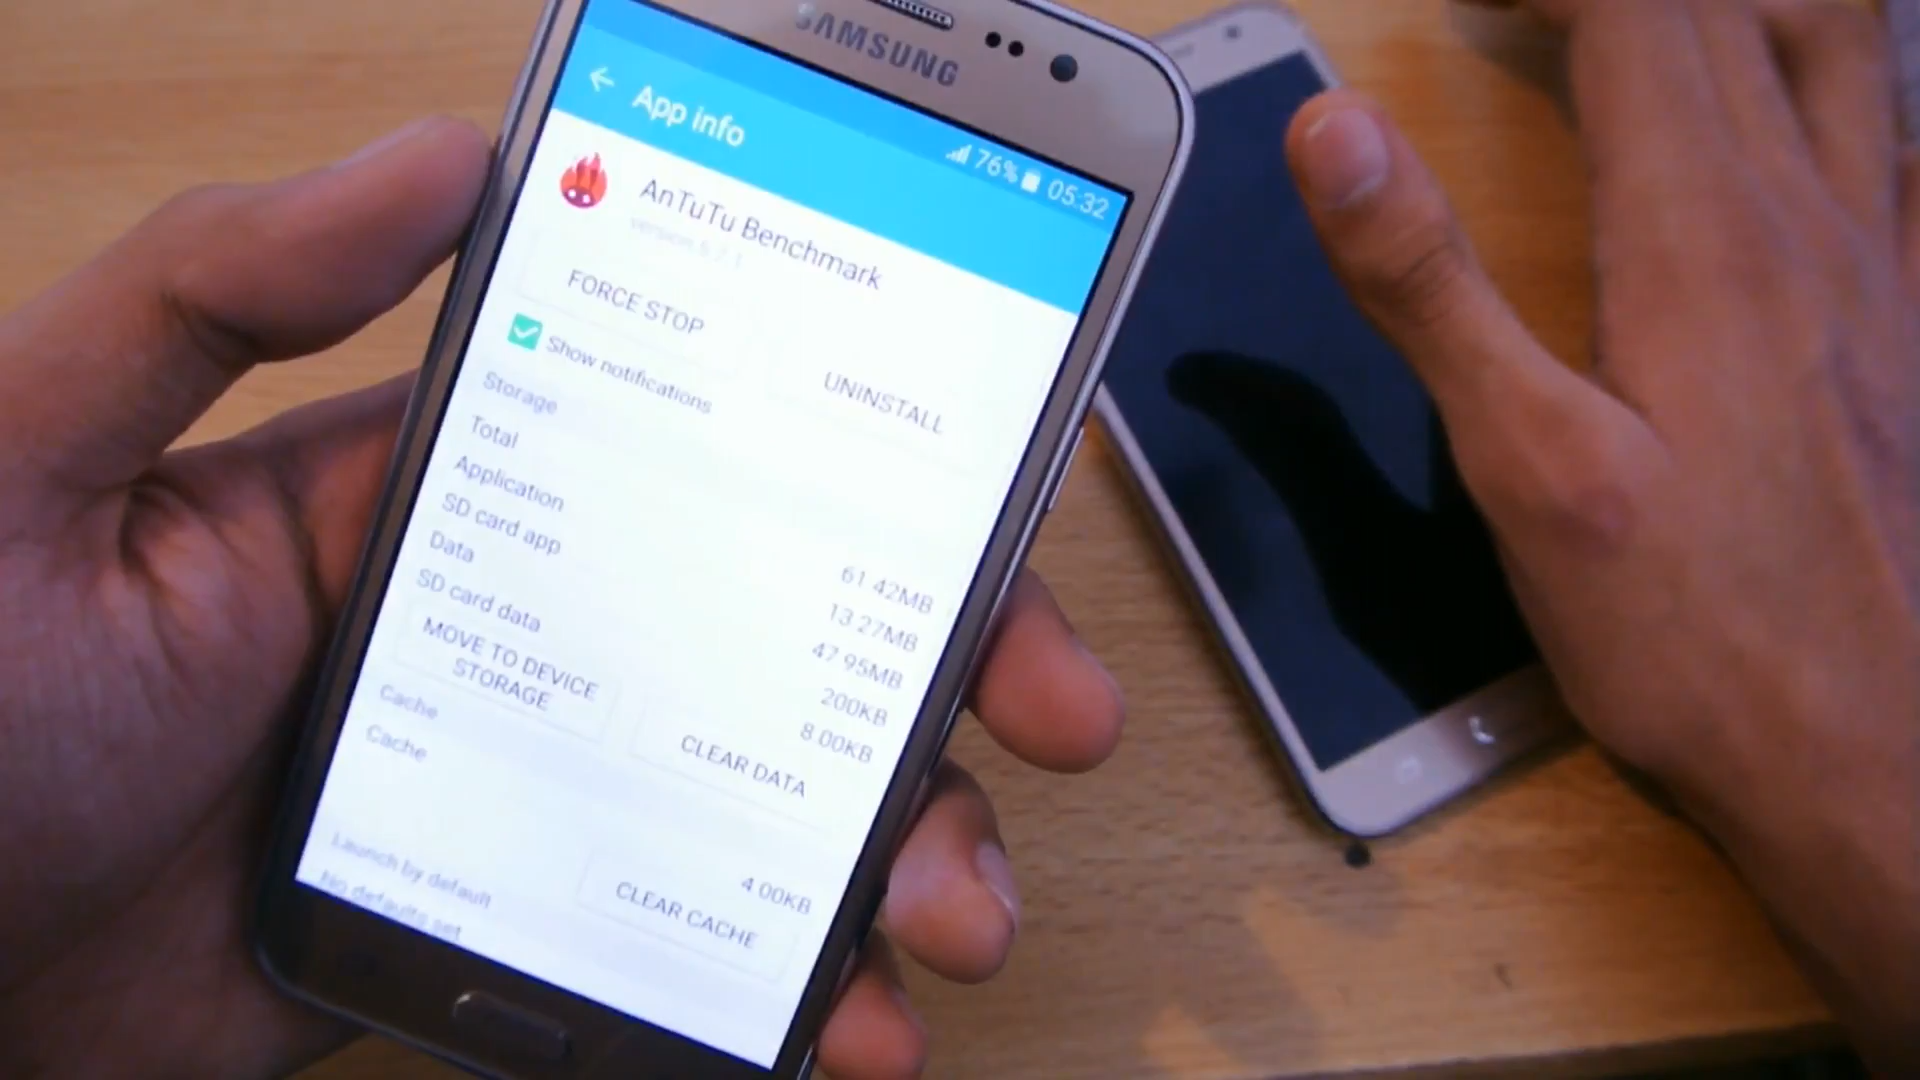 SAMSUNG
76% 05:32
App info
AnTuTu Benchmark
FORCE STOP
UNINSTALL
Show notifications
Storage
Total
61.42MB
Application
13.27MB
SD card app
47.95MB
Data
200KB
SD card data
8.00KB
MOVE TO DEVICE
STORAGE
CLEAR DATA
Cache
Cache
4.00KB
CLEAR CACHE
Launch by default
No defaults set